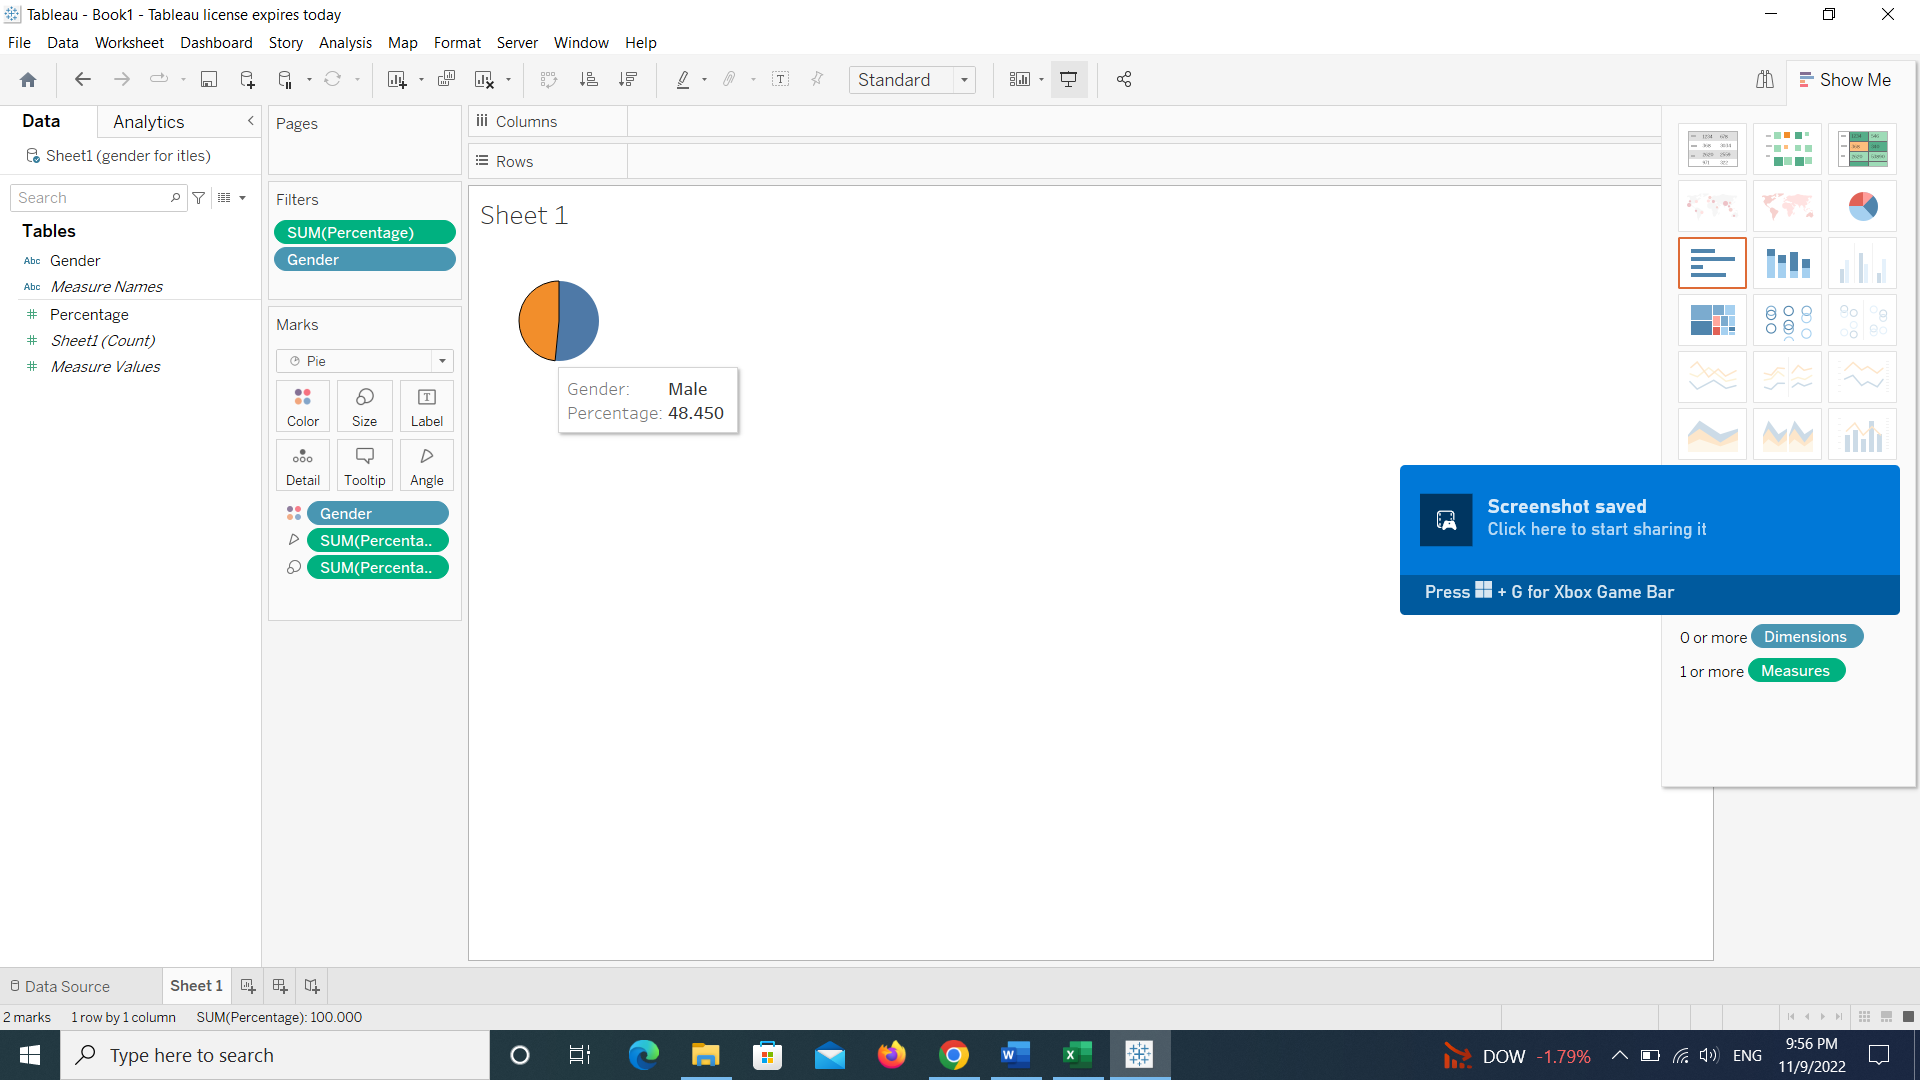 Tableau - Book1 - Tableau license expires today
File Data Worksheet Dashboard Story Analysis Map Format Server Window Help
Standard
Show Me
Data
Analytics
Sheet1 (gender for itles)
Search
Tables
Abc Gender
Abc Measure Names
# Percentage
# Sheet1 (Count)
# Measure Values
Pages
Filters
SUM(Percentage)
Gender
Marks
Pie
Color Size Label
Detail Tooltip Angle
Gender
SUM(Percenta..
SUM(Percenta..
Columns
Rows
Sheet 1
Gender: Male
Percentage: 48.450
Screenshot saved
Click here to start sharing it
Press + G for Xbox Game Bar
0 or more Dimensions
1 or more Measures
Data Source
Sheet 1
2 marks 1 row by 1 column SUM(Percentage): 100.000
Type here to search
DOW -1.79%
ENG
9:56 PM
11/9/2022